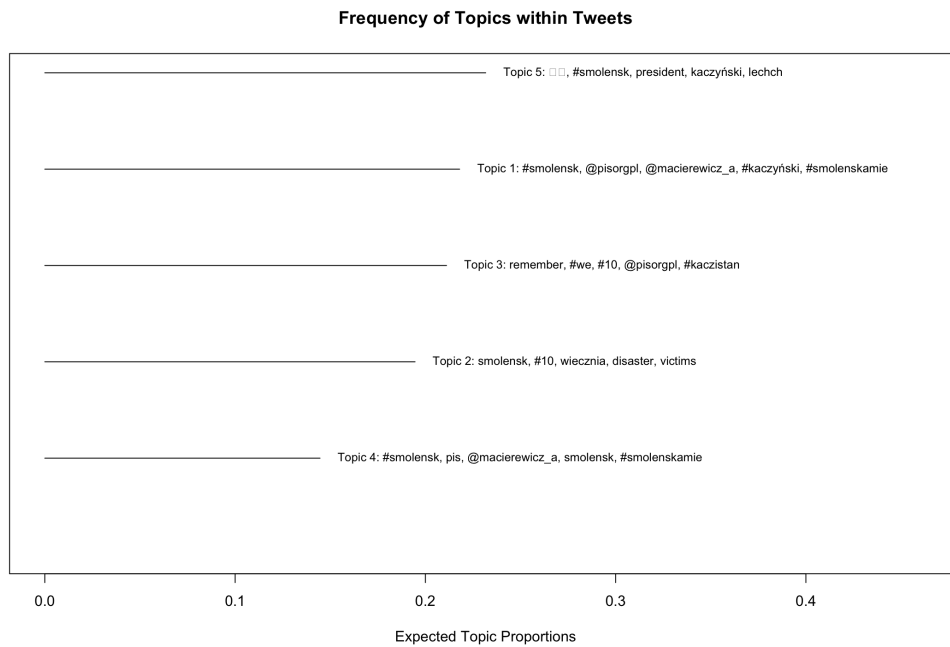 Frequency of Topics within Tweets
Topic 5: □□, #smolensk, president, kaczyński, lechch
Topic 1: #smolensk, @pisorgpl, @macierewicz_a, #kaczyński, #smolenskamie
Topic 3: remember, #we, #10, @pisorgpl, #kaczistan
Topic 2: smolensk, #10, wiecznia, disaster, victims
Topic 4: #smolensk, pis, @macierewicz_a, smolensk, #smolenskamie
0.0 0.1 0.2 0.3 0.4
Expected Topic Proportions